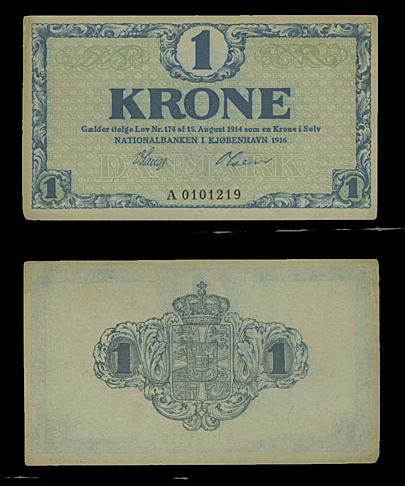 1
KRONE
Gælder ifølge Lov Nr. 174 af 15. August 1914 som en Krone i Sølv
NATIONALBANKEN I KJØBENHAVN 1916
DANMARK
1
1
A 0101219
1
1